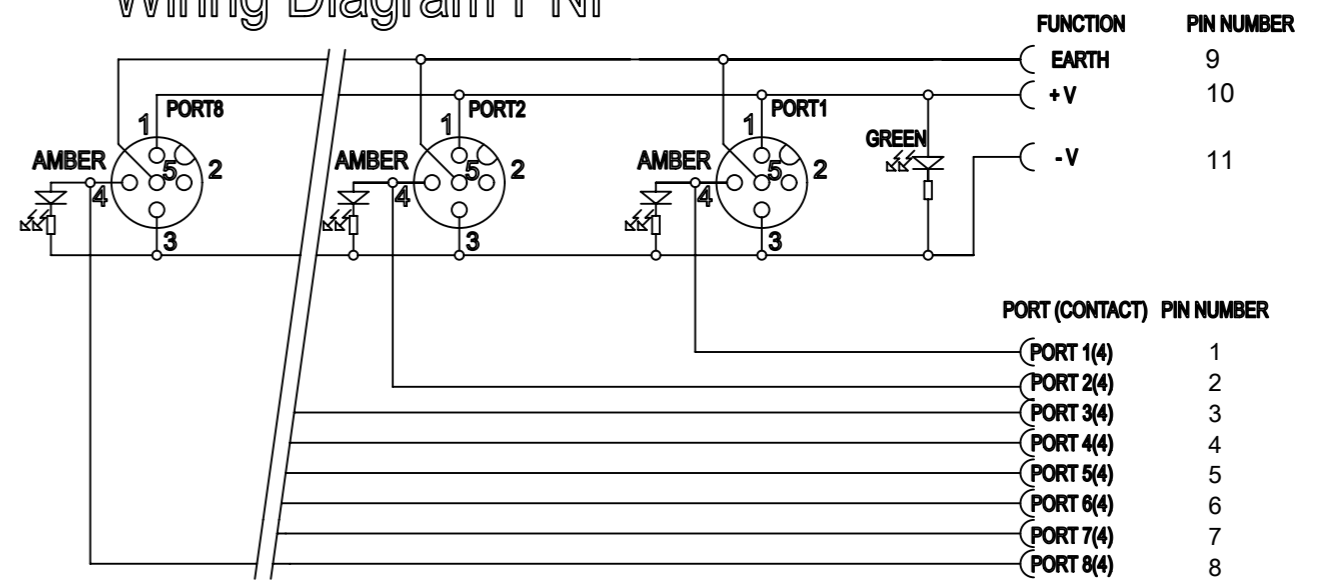 Wiring Diagram PNP
FUNCTION PIN NUMBER
EARTH 9
+ V 10
- V 11
PORT8 PORT2 PORT1
1 1 1
GREEN
AMBER AMBER AMBER
5 2 5 2 5 2
4 4 4
3 3 3
PORT (CONTACT) PIN NUMBER
PORT 1(4) 1
PORT 2(4) 2
PORT 3(4) 3
PORT 4(4) 4
PORT 5(4) 5
PORT 6(4) 6
PORT 7(4) 7
PORT 8(4) 8